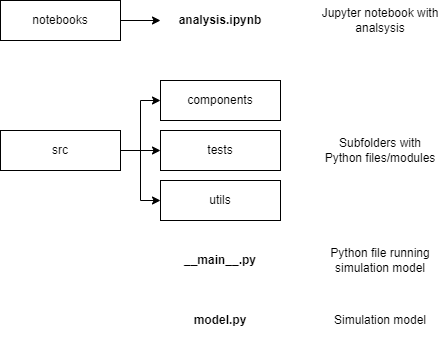 notebooks
analysis.ipynb
Jupyter notebook with
analsysis
components
src
tests
Subfolders with
Python files/modules
utils
__main__.py
Python file running
simulation model
model.py
Simulation model